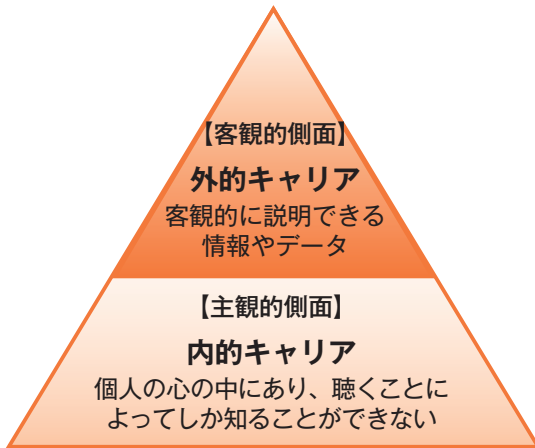 【客観的側面】
外的キャリア
客観的に説明できる
情報やデータ
【主観的側面】
内的キャリア
個人の心の中にあり、聴くことに
よってしか知ることができない